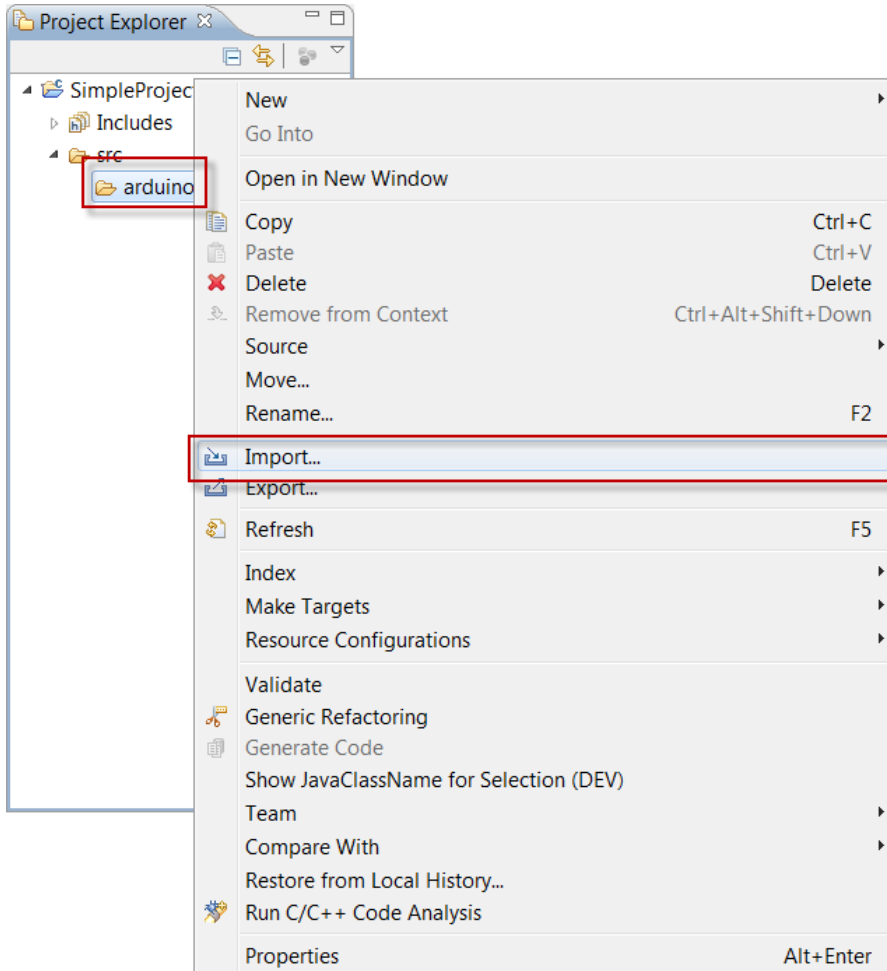 Project Explorer
SimpleProjec
Includes
src
arduino
New
Go Into
Open in New Window
Copy Ctrl+C
Paste Ctrl+V
Delete Delete
Remove from Context Ctrl+Alt+Shift+Down
Source
Move...
Rename... F2
Import...
Export...
Refresh F5
Index
Make Targets
Resource Configurations
Validate
Generic Refactoring
Generate Code
Show JavaClassName for Selection (DEV)
Team
Compare With
Restore from Local History...
Run C/C++ Code Analysis
Properties Alt+Enter